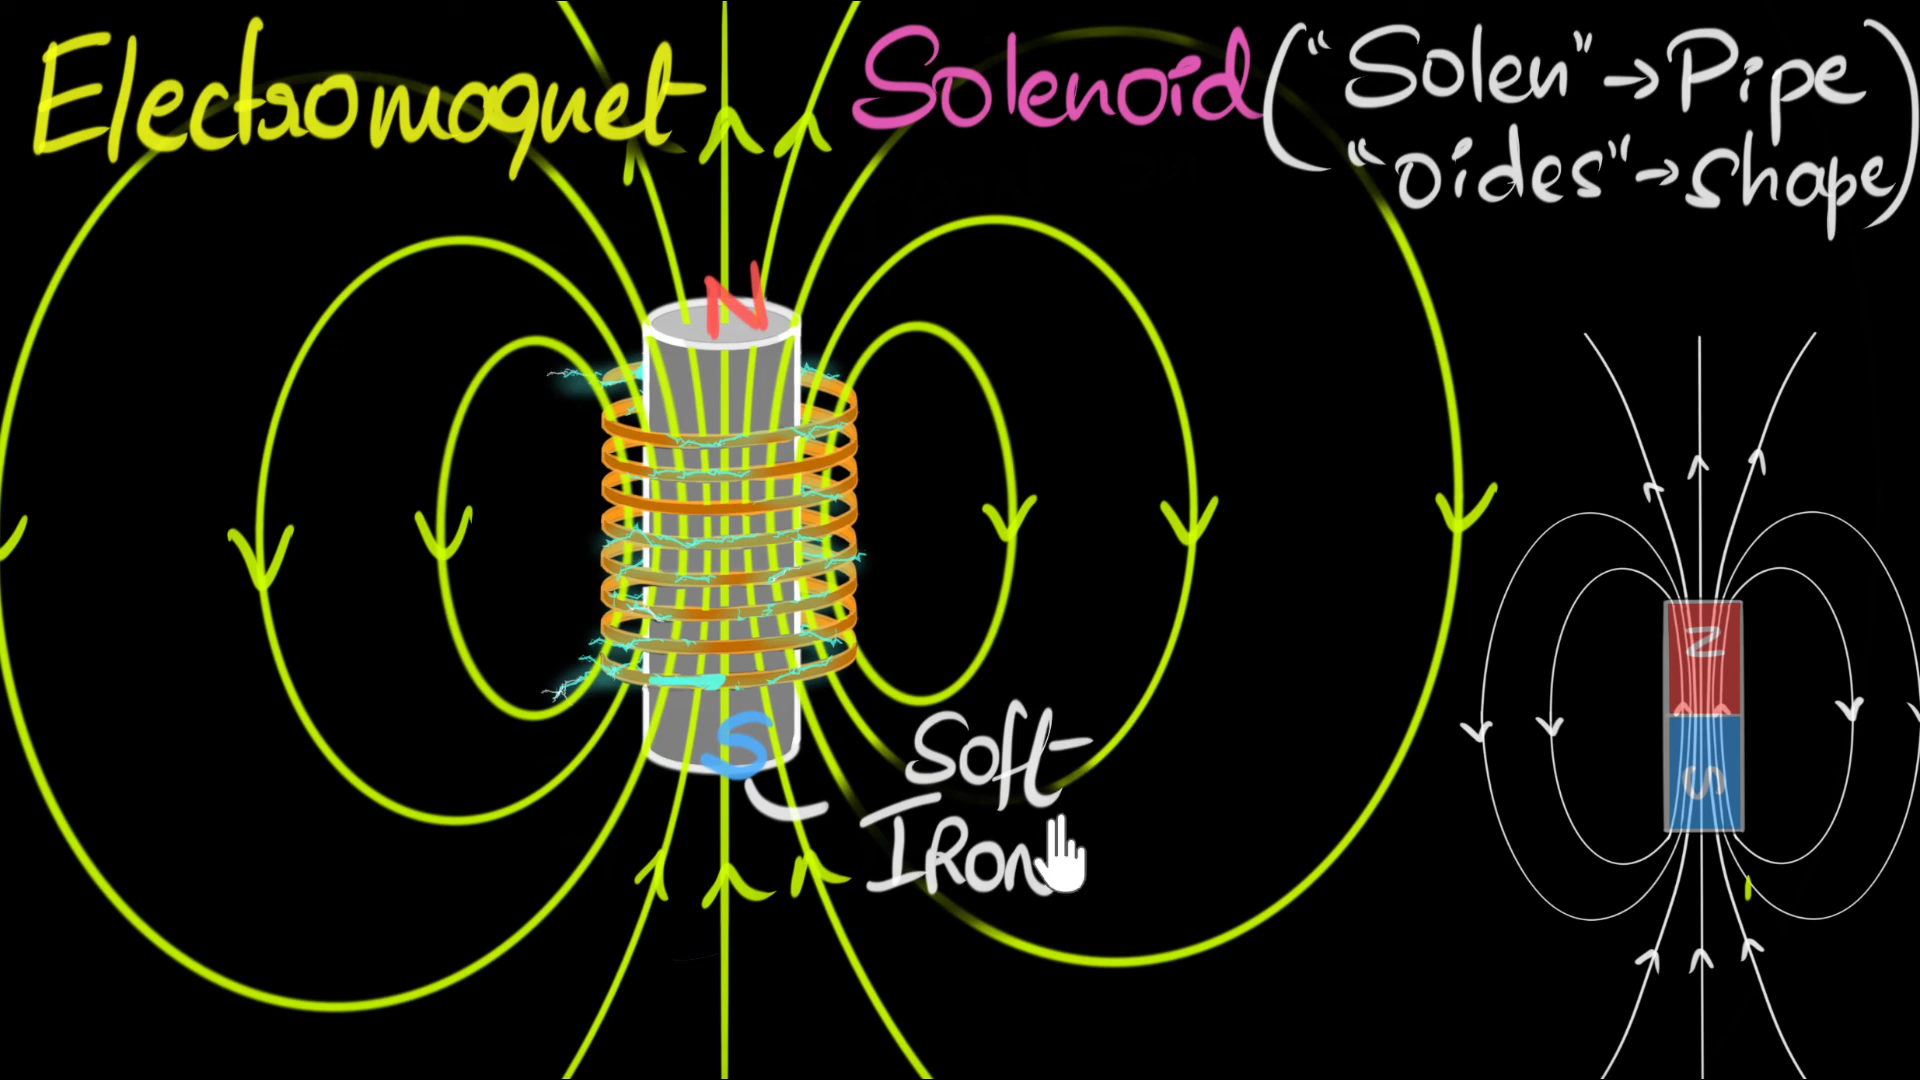 Electromagnet
Solenoid ("Solen"→Pipe
"oides"→shape)
N
S
Soft-
Iron
N
S